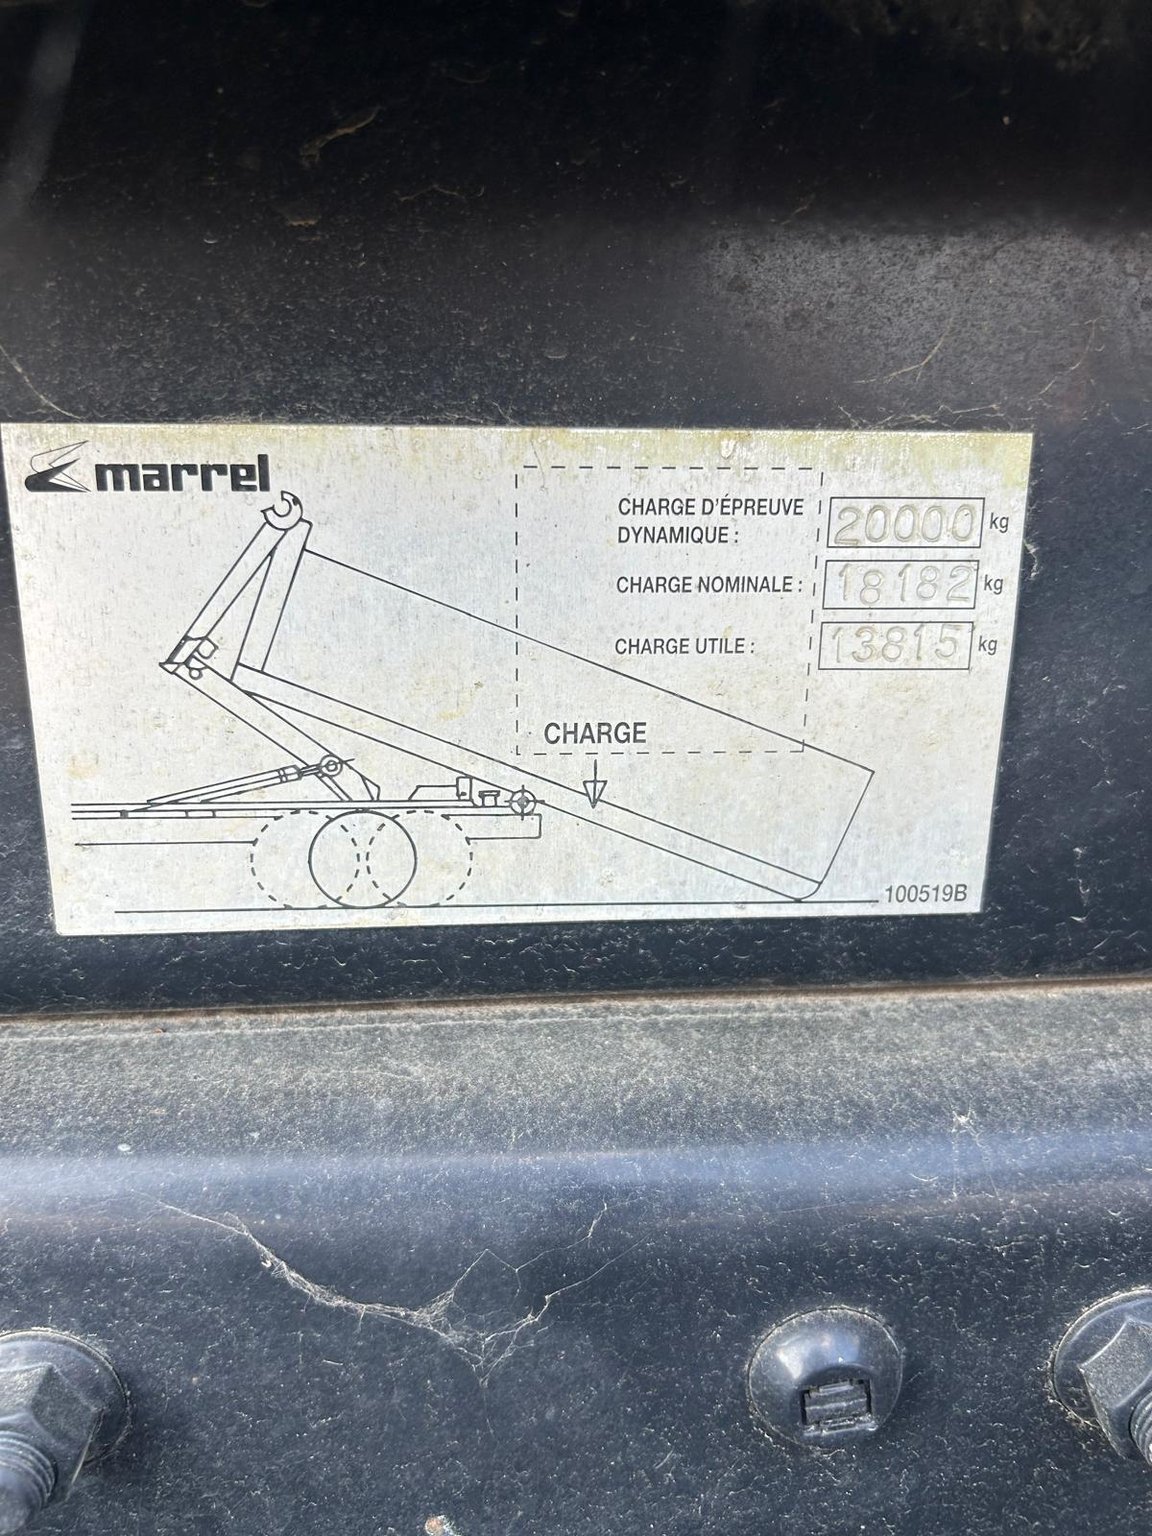 marrel
CHARGE D'ÉPREUVE
DYNAMIQUE : 20000 kg
CHARGE NOMINALE : 18182 kg
CHARGE UTILE : 13815 kg
CHARGE
100519B